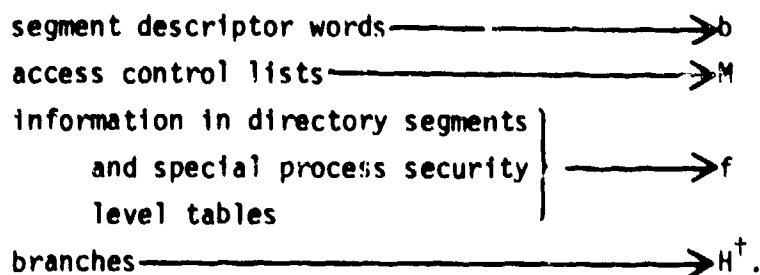 segment descriptor words → b
access control lists → M
information in directory segments
and special process security → f
level tables
branches → H†.